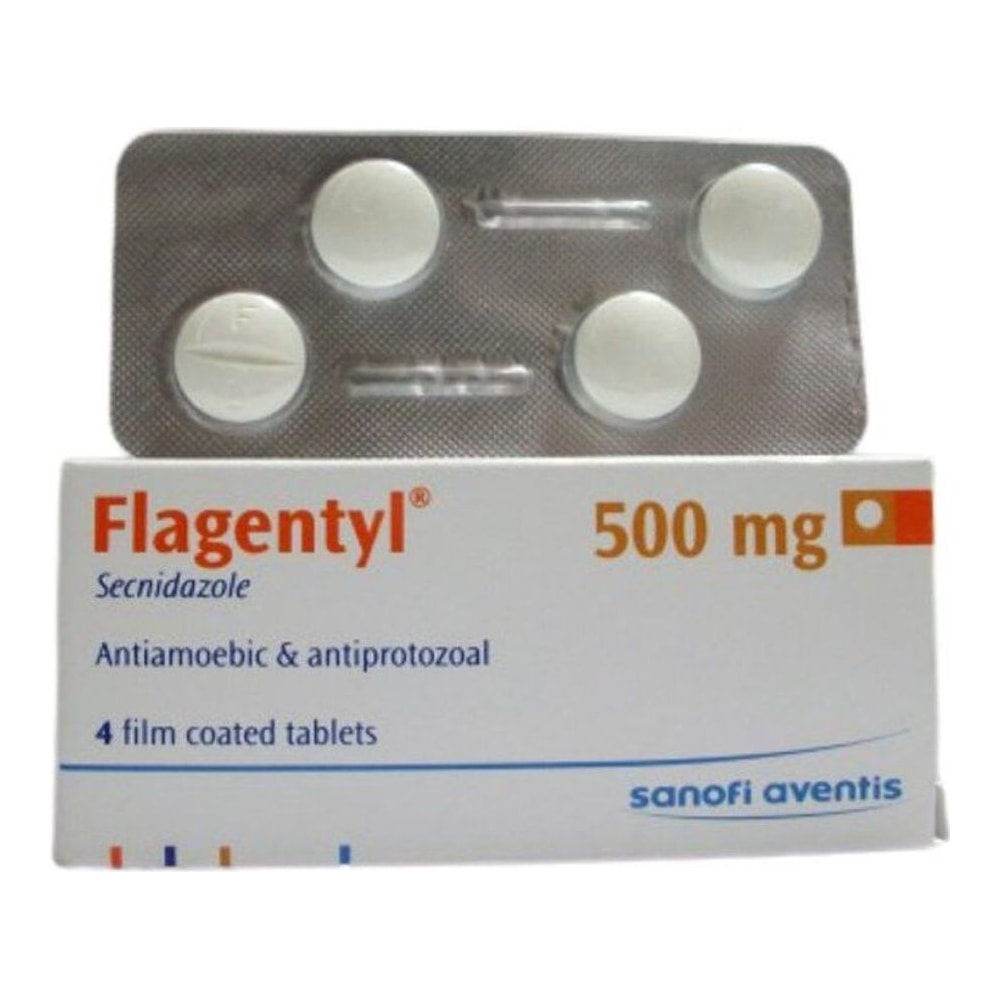 F
Flagentyl® 500 mg
Secnidazole
Antiamoebic & antiprotozoal
4 film coated tablets
sanofi aventis